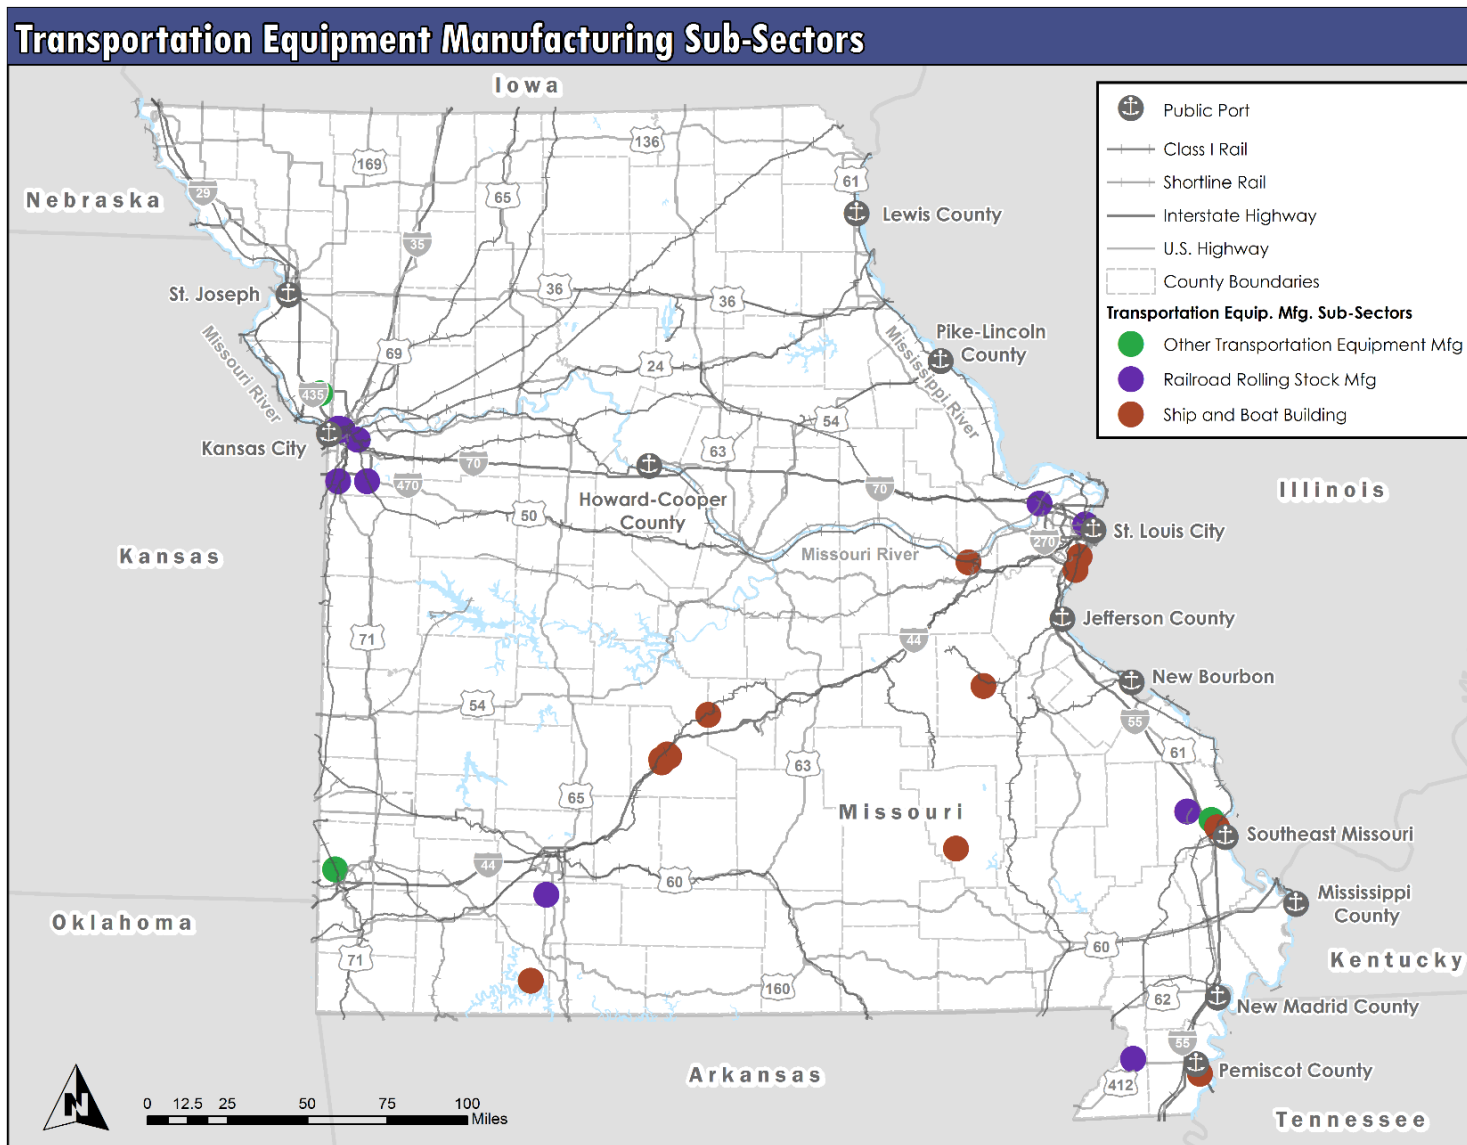 Transportation Equipment Manufacturing Sub-Sectors
Iowa
Nebraska
Kansas
Oklahoma
Arkansas
Tennessee
Kentucky
Illinois
Missouri
Public Port
Class I Rail
Shortline Rail
Interstate Highway
U.S. Highway
County Boundaries
Transportation Equip. Mfg. Sub-Sectors
Other Transportation Equipment Mfg
Railroad Rolling Stock Mfg
Ship and Boat Building
136
169
29
65
61
35
Lewis County
St. Joseph
36
36
Missouri River
69
24
Pike-Lincoln
County
Mississippi River
435
54
Kansas City
63
70
470
70
Howard-Cooper
County
50
St. Louis City
270
Missouri River
Jefferson County
71
44
New Bourbon
54
55
61
63
65
Southeast Missouri
44
60
Mississippi
County
60
71
160
62
New Madrid County
55
Pemiscot County
412
N
0 12.5 25 50 75 100
Miles